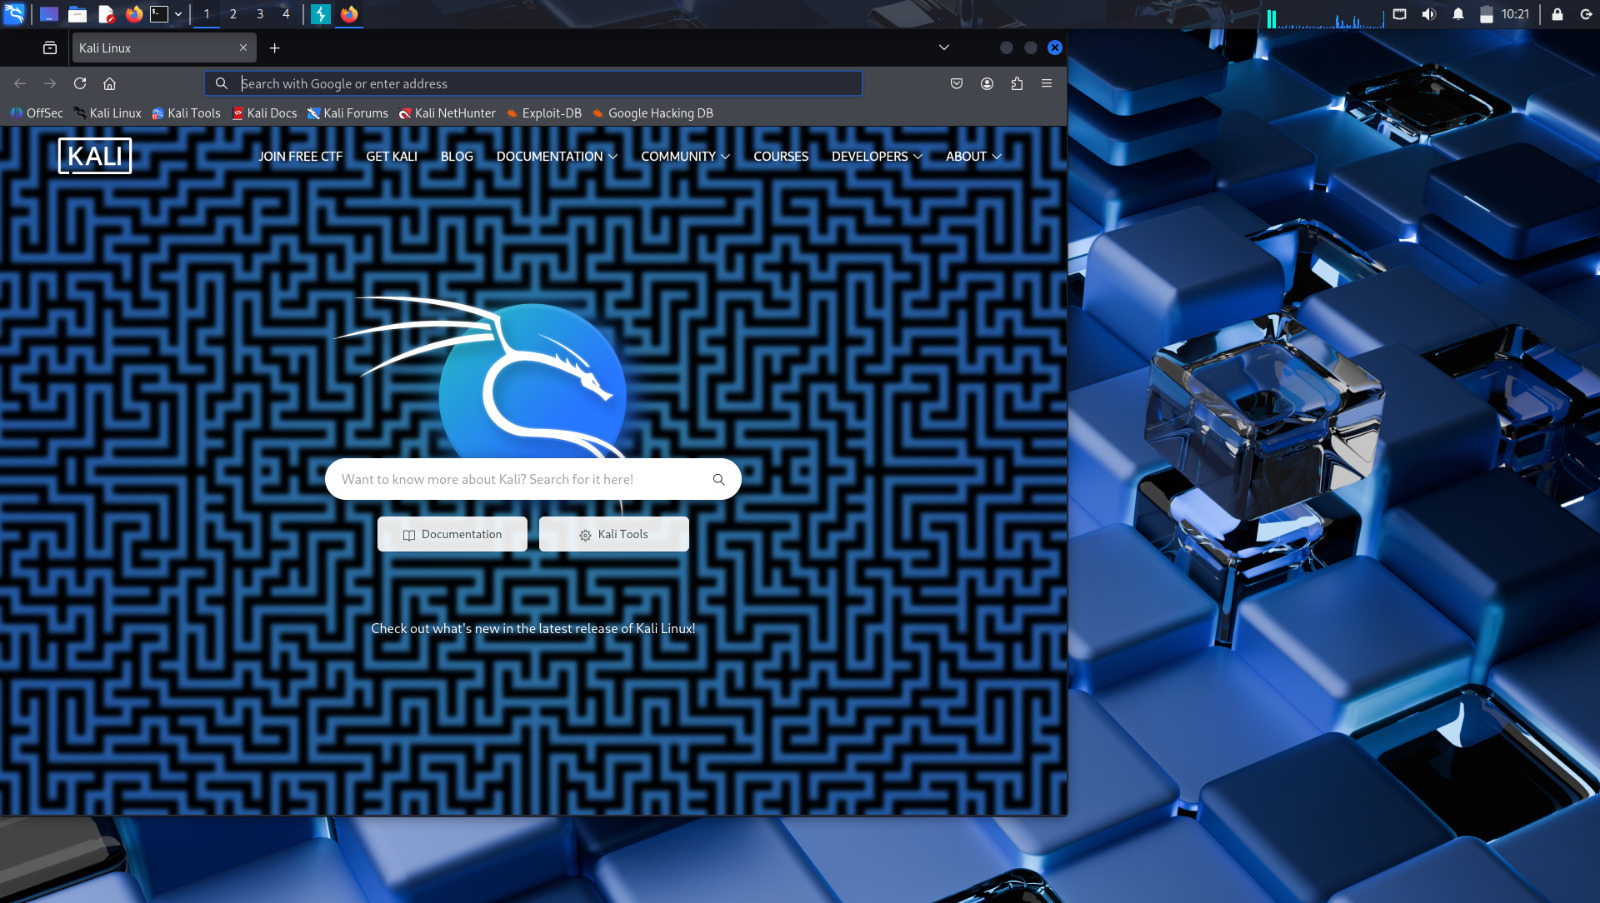 1 2 3 4
10:21
Kali Linux
Search with Google or enter address
OffSec Kali Linux Kali Tools Kali Docs Kali Forums Kali NetHunter Exploit-DB Google Hacking DB
KALI JOIN FREE CTF GET KALI BLOG DOCUMENTATION COMMUNITY COURSES DEVELOPERS ABOUT
Want to know more about Kali? Search for it here!
Documentation Kali Tools
Check out what's new in the latest release of Kali Linux!